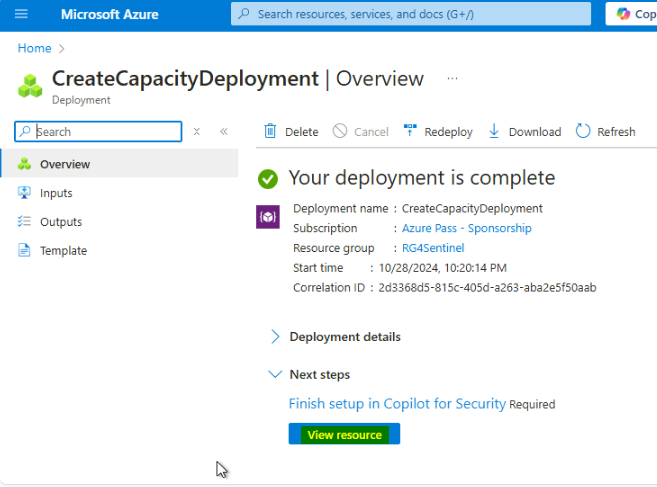 Microsoft Azure
Search resources, services, and docs (G+/)
Cop
Home
CreateCapacityDeployment | Overview ...
Deployment
Search
Delete Cancel Redeploy Download Refresh
Overview
Inputs
Outputs
Template
Your deployment is complete
Deployment name : CreateCapacityDeployment
Subscription : Azure Pass - Sponsorship
Resource group : RG4Sentinel
Start time : 10/28/2024, 10:20:14 PM
Correlation ID : 2d3368d5-815c-405d-a263-aba2e5f50aab
Deployment details
Next steps
Finish setup in Copilot for Security Required
View resource